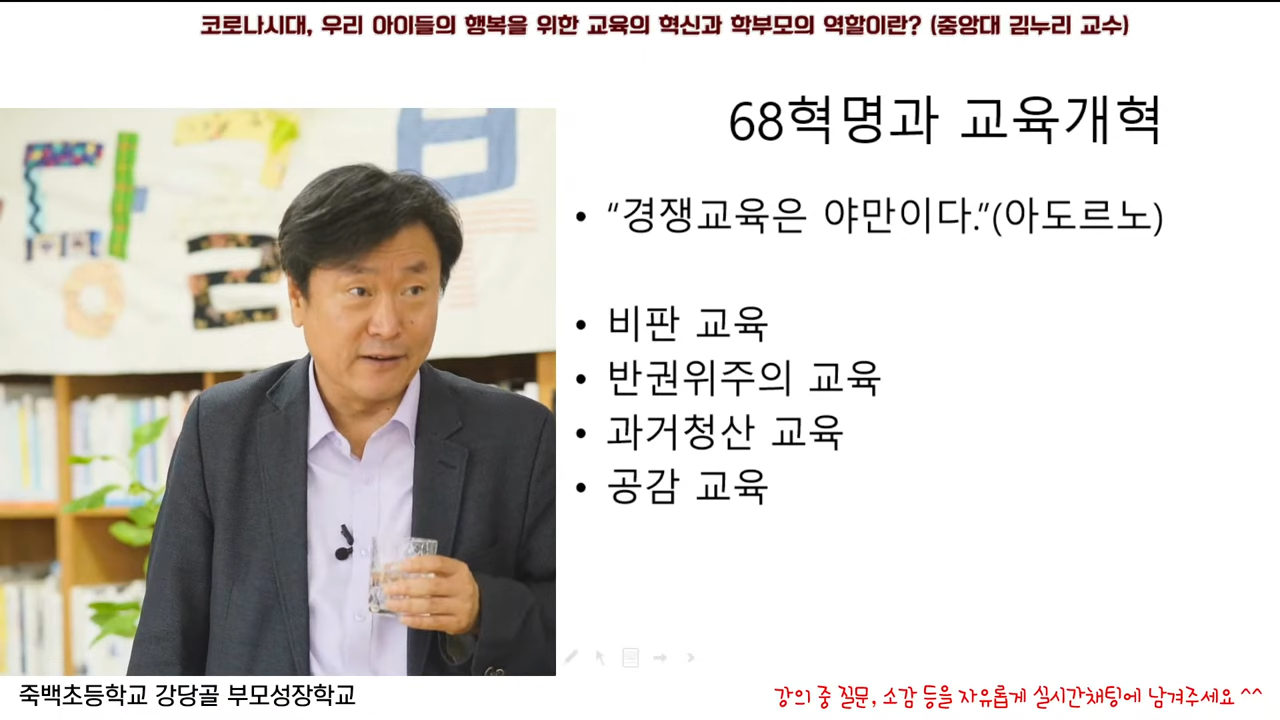 코로나시대, 우리 아이들의 행복을 위한 교육의 혁신과 학부모의 역할이란? (중앙대 김누리 교수)
68혁명과 교육개혁
• “경쟁교육은 야만이다.”(아도르노)
• 비판 교육
• 반권위주의 교육
• 과거청산 교육
• 공감 교육
죽백초등학교 강당골 부모성장학교
강의 중 질문, 소감 등을 자유롭게 실시간채팅에 남겨주세요 ^^